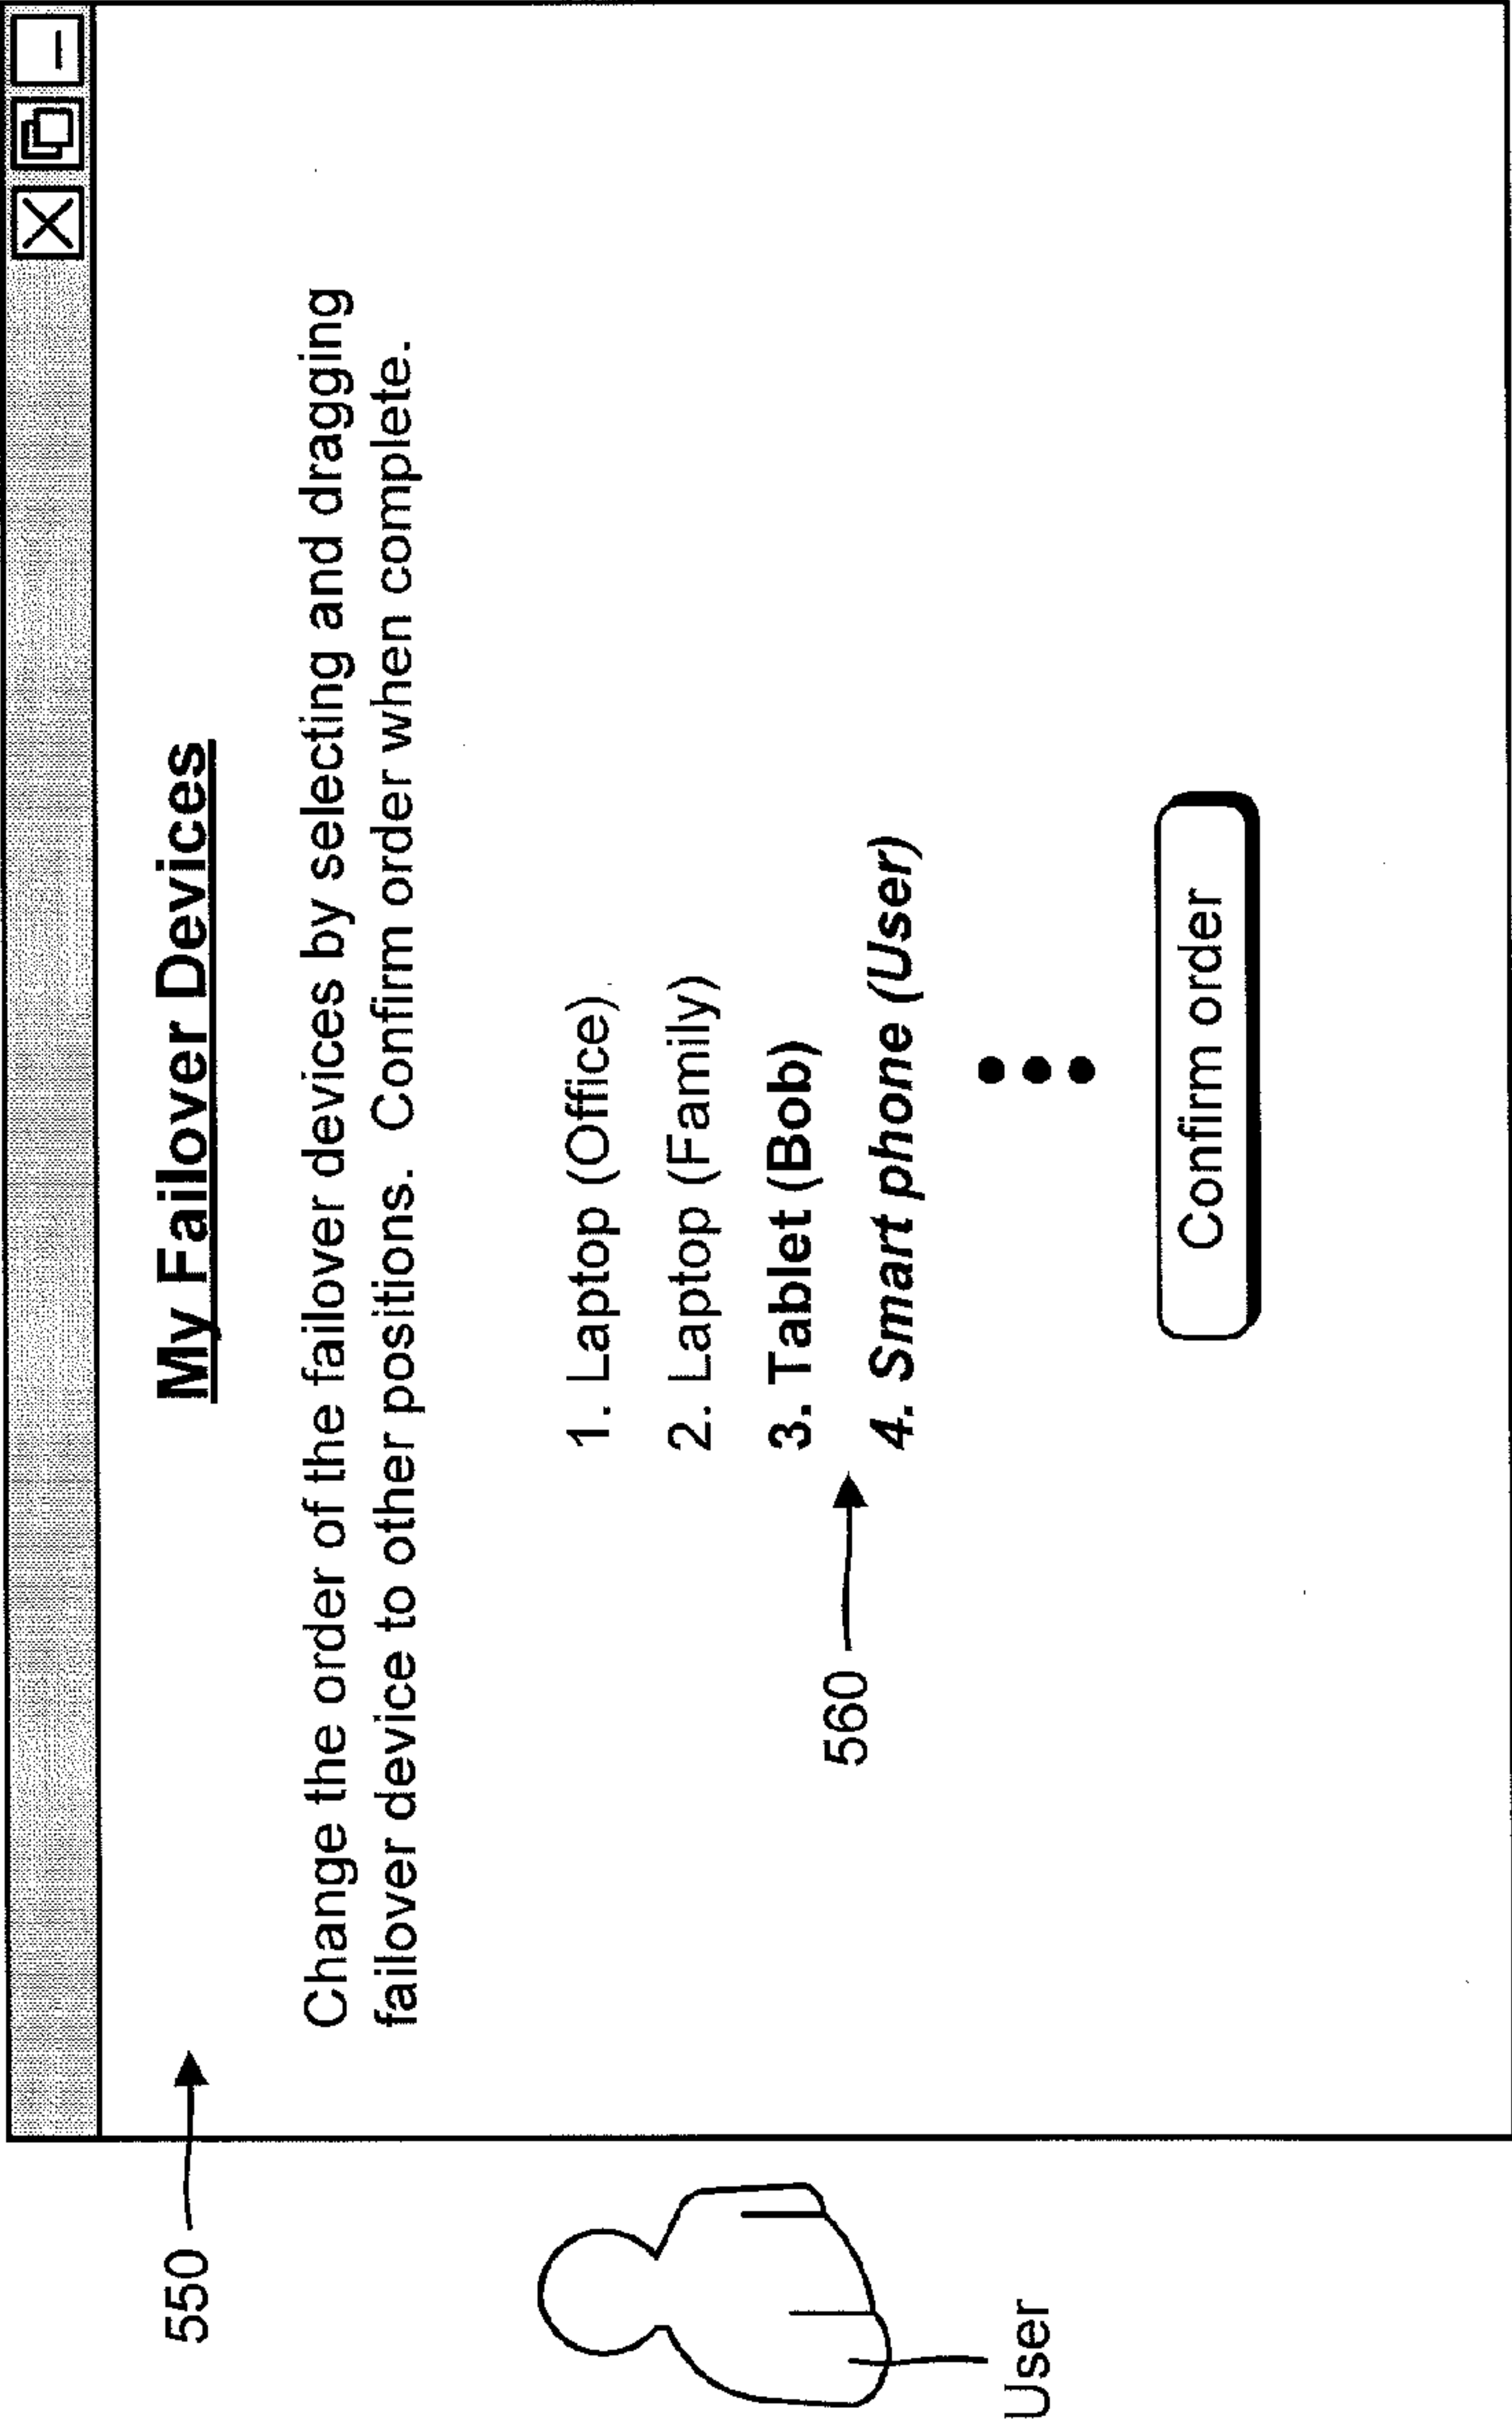 550
My Failover Devices
Change the order of the failover devices by selecting and dragging
failover device to other positions.  Confirm order when complete.
1. Laptop (Office)
2. Laptop (Family)
3. Tablet (Bob)
560
4. Smart phone (User)
Confirm order
User